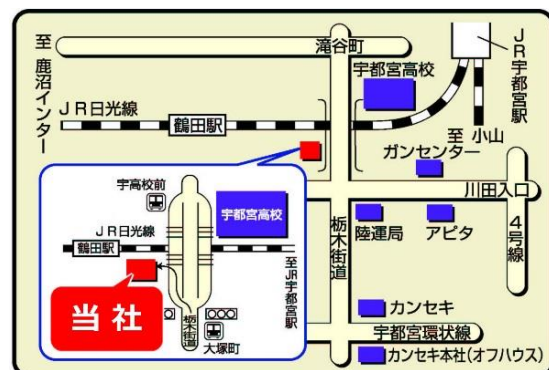 至 鹿沼インター
滝谷町
JR宇都宮駅
宇都宮高校
JR日光線
鶴田駅
至 小山
ガンセンター
川田入口
栃木街道
陸運局
アピタ
4号線
カンセキ
宇都宮環状線
カンセキ本社(オフハウス)
宇高校前
宇都宮高校
JR日光線
鶴田駅
至JR宇都宮駅
当社
栃木街道
大塚町